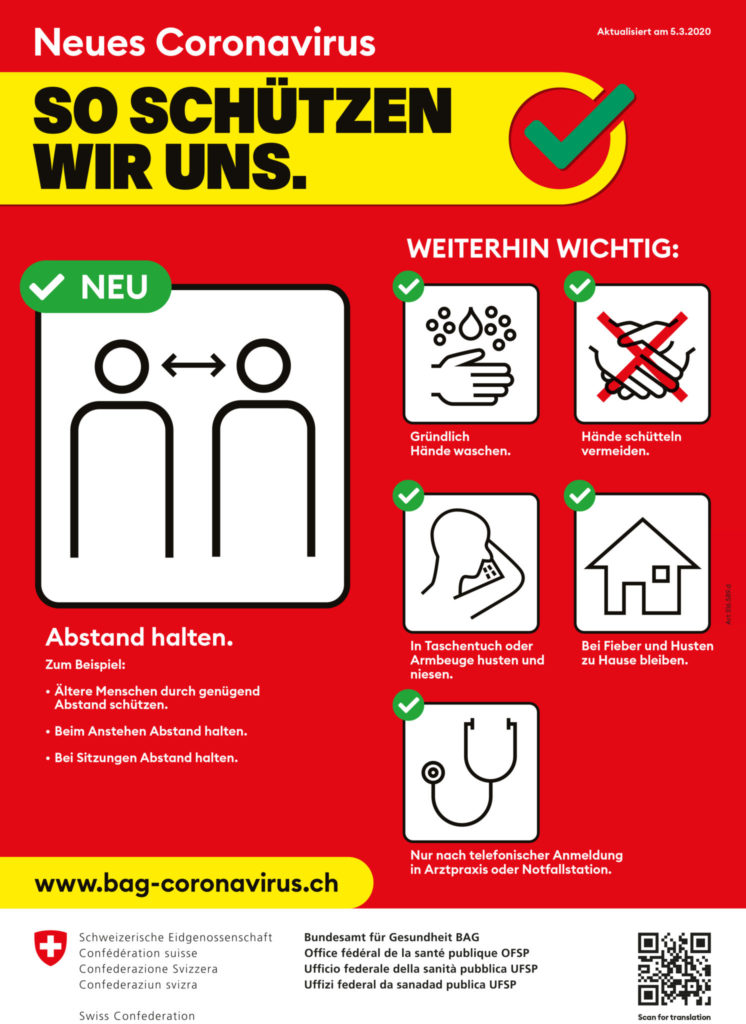 Neues Coronavirus
Aktualisiert am 5.3.2020
SO SCHÜTZEN
WIR UNS.
NEU
Abstand halten.
Zum Beispiel:
• Ältere Menschen durch genügend
Abstand schützen.
• Beim Anstehen Abstand halten.
• Bei Sitzungen Abstand halten.
WEITERHIN WICHTIG:
Gründlich
Hände waschen.
Hände schütteln
vermeiden.
In Taschentuch oder
Armbeuge husten und
niesen.
Bei Fieber und Husten
zu Hause bleiben.
Nur nach telefonischer Anmeldung
in Arztpraxis oder Notfallstation.
www.bag-coronavirus.ch
Schweizerische Eidgenossenschaft
Confédération suisse
Confederazione Svizzera
Confederaziun svizra
Swiss Confederation
Bundesamt für Gesundheit BAG
Office fédéral de la santé publique OFSP
Ufficio federale della sanità pubblica UFSP
Uffizi federal da sanadad publica UFSP
Scan for translation